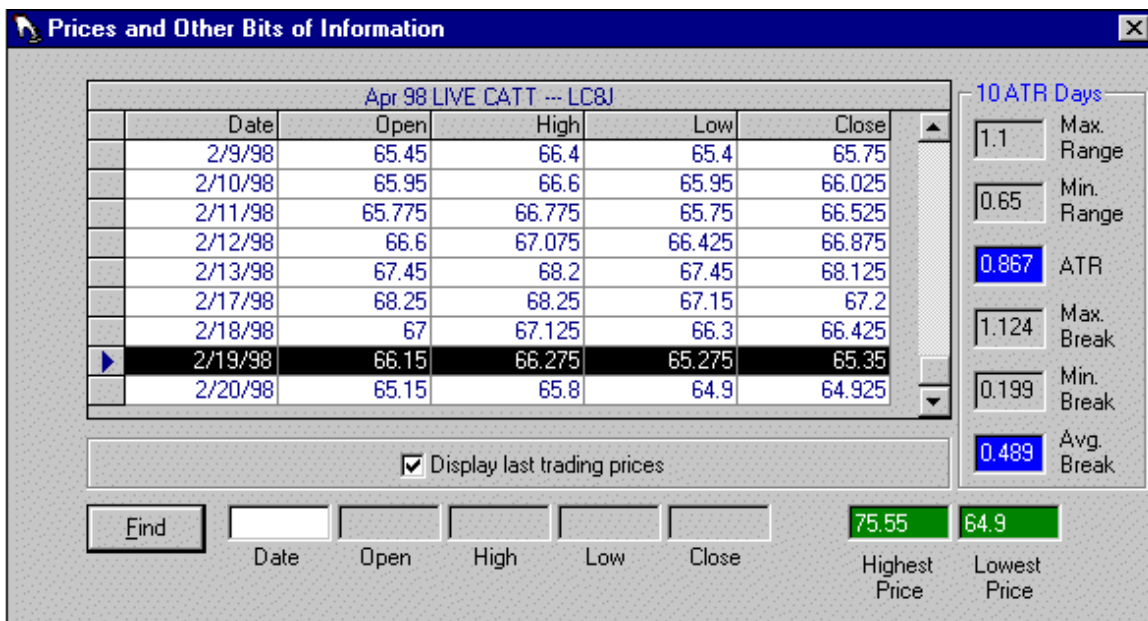 Prices and Other Bits of Information
Apr 98 LIVE CATT --- LC8J
Date Open High Low Close
2/9/98 65.45 66.4 65.4 65.75
2/10/98 65.95 66.6 65.95 66.025
2/11/98 65.775 66.775 65.75 66.525
2/12/98 66.6 67.075 66.425 66.875
2/13/98 67.45 68.2 67.45 68.125
2/17/98 68.25 68.25 67.15 67.2
2/18/98 67 67.125 66.3 66.425
2/19/98 66.15 66.275 65.275 65.35
2/20/98 65.15 65.8 64.9 64.925
10 ATR Days
1.1 Max. Range
0.65 Min. Range
0.867 ATR
1.124 Max. Break
0.199 Min. Break
0.489 Avg. Break
Display last trading prices
Find
Date Open High Low Close
75.55 64.9
Highest Price Lowest Price